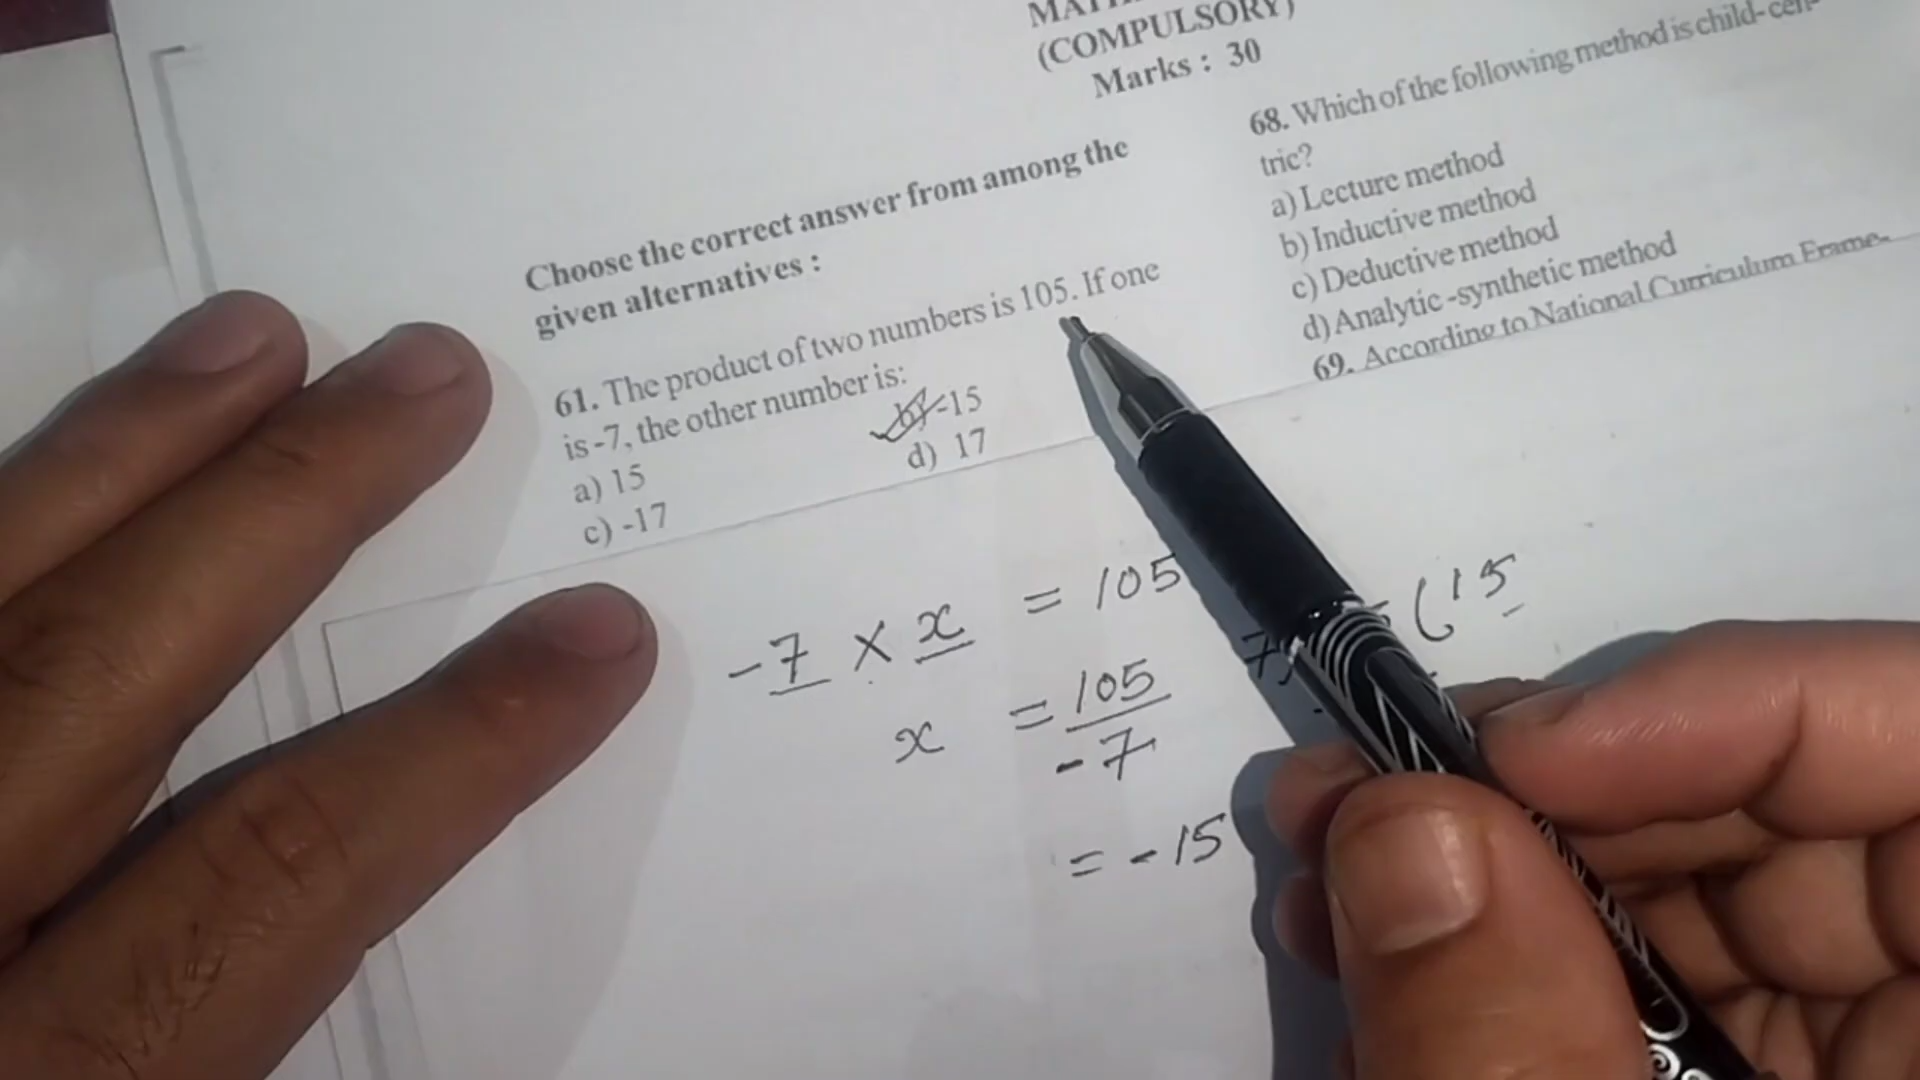 (COMPULSORY)
Marks : 30
Choose the correct answer from among the
given alternatives :
61. The product of two numbers is 105. If one
is -7, the other number is:
a) 15
b) -15
c) -17
d) 17
68. Which of the following method is child-cen-
tric?
a) Lecture method
b) Inductive method
c) Deductive method
d) Analytic -synthetic method
69. According to National Curriculum Frame-
-7 × x = 105
x = 105
-7
= -15
7
(15